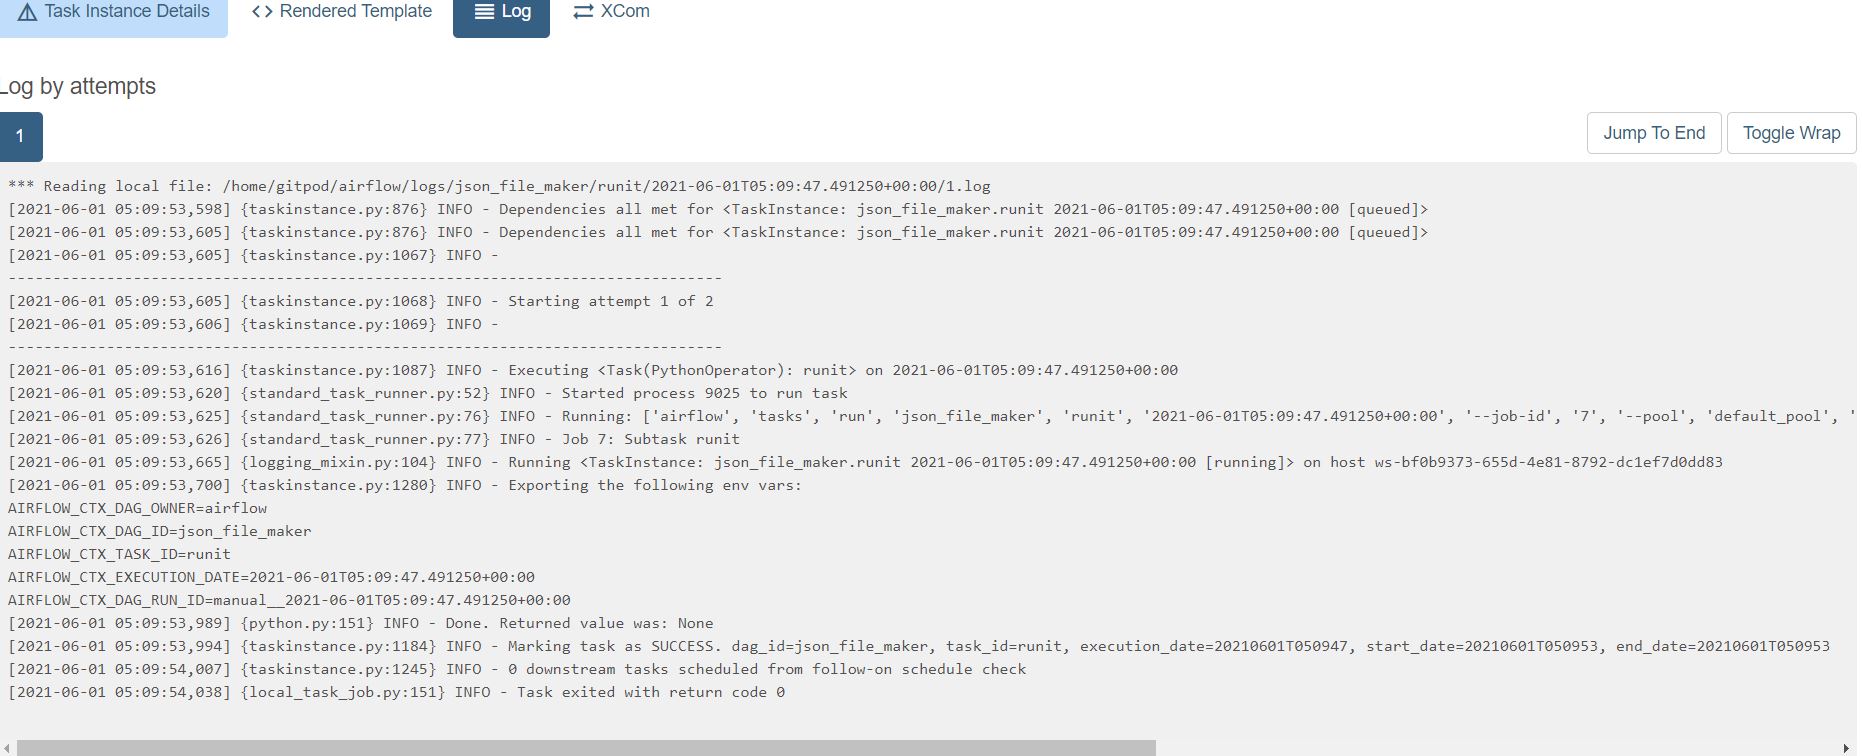 Task Instance Details <> Rendered Template Log XCom
Log by attempts
1 Jump To End Toggle Wrap
*** Reading local file: /home/gitpod/airflow/logs/json_file_maker/runit/2021-06-01T05:09:47.491250+00:00/1.log
[2021-06-01 05:09:53,598] {taskinstance.py:876} INFO - Dependencies all met for <TaskInstance: json_file_maker.runit 2021-06-01T05:09:47.491250+00:00 [queued]>
[2021-06-01 05:09:53,605] {taskinstance.py:876} INFO - Dependencies all met for <TaskInstance: json_file_maker.runit 2021-06-01T05:09:47.491250+00:00 [queued]>
[2021-06-01 05:09:53,605] {taskinstance.py:1067} INFO -
--------------------------------------------------------------------------------
[2021-06-01 05:09:53,605] {taskinstance.py:1068} INFO - Starting attempt 1 of 2
[2021-06-01 05:09:53,606] {taskinstance.py:1069} INFO -
--------------------------------------------------------------------------------
[2021-06-01 05:09:53,616] {taskinstance.py:1087} INFO - Executing <Task(PythonOperator): runit> on 2021-06-01T05:09:47.491250+00:00
[2021-06-01 05:09:53,620] {standard_task_runner.py:52} INFO - Started process 9025 to run task
[2021-06-01 05:09:53,625] {standard_task_runner.py:76} INFO - Running: ['airflow', 'tasks', 'run', 'json_file_maker', 'runit', '2021-06-01T05:09:47.491250+00:00', '--job-id', '7', '--pool', 'default_pool', '
[2021-06-01 05:09:53,626] {standard_task_runner.py:77} INFO - Job 7: Subtask runit
[2021-06-01 05:09:53,665] {logging_mixin.py:104} INFO - Running <TaskInstance: json_file_maker.runit 2021-06-01T05:09:47.491250+00:00 [running]> on host ws-bf0b9373-655d-4e81-8792-dc1ef7d0dd83
[2021-06-01 05:09:53,700] {taskinstance.py:1280} INFO - Exporting the following env vars:
AIRFLOW_CTX_DAG_OWNER=airflow
AIRFLOW_CTX_DAG_ID=json_file_maker
AIRFLOW_CTX_TASK_ID=runit
AIRFLOW_CTX_EXECUTION_DATE=2021-06-01T05:09:47.491250+00:00
AIRFLOW_CTX_DAG_RUN_ID=manual__2021-06-01T05:09:47.491250+00:00
[2021-06-01 05:09:53,989] {python.py:151} INFO - Done. Returned value was: None
[2021-06-01 05:09:53,994] {taskinstance.py:1184} INFO - Marking task as SUCCESS. dag_id=json_file_maker, task_id=runit, execution_date=20210601T050947, start_date=20210601T050953, end_date=20210601T050953
[2021-06-01 05:09:54,007] {taskinstance.py:1245} INFO - 0 downstream tasks scheduled from follow-on schedule check
[2021-06-01 05:09:54,038] {local_task_job.py:151} INFO - Task exited with return code 0